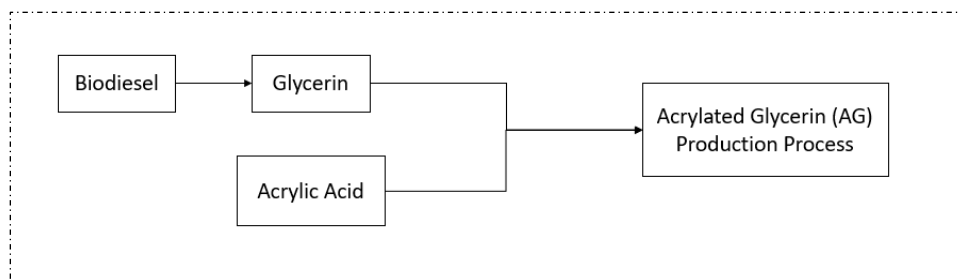 Biodiesel
Glycerin
Acrylic Acid
Acrylated Glycerin (AG)
Production Process